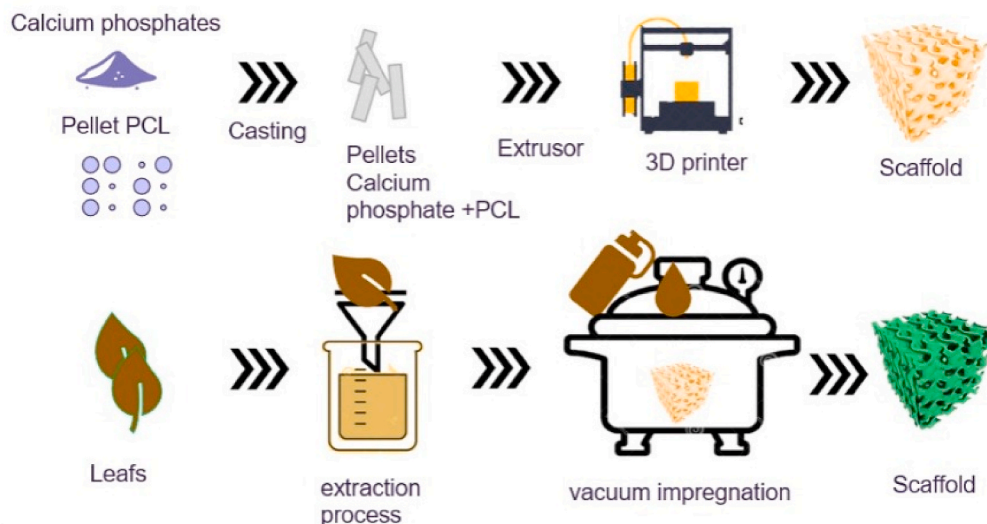 Calcium phosphates
Pellet PCL
Casting
Pellets
Calcium
phosphate +PCL
Extrusor
3D printer
Scaffold
Leafs
extraction
process
vacuum impregnation
Scaffold